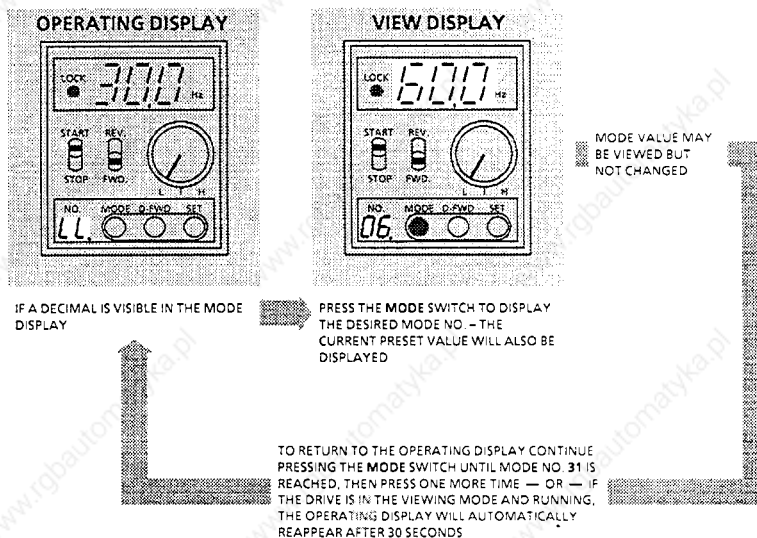 OPERATING DISPLAY
LOCK
30.0 Hz
START REV.
STOP FWD.
L I H
NO. MODE D-FWD SET
LL.
IF A DECIMAL IS VISIBLE IN THE MODE
DISPLAY
VIEW DISPLAY
LOCK
60.0 Hz
START REV.
STOP FWD.
L I H
NO. MODE D-FWD SET
06.
PRESS THE MODE SWITCH TO DISPLAY
THE DESIRED MODE NO. – THE
CURRENT PRESET VALUE WILL ALSO BE
DISPLAYED
MODE VALUE MAY
BE VIEWED BUT
NOT CHANGED
TO RETURN TO THE OPERATING DISPLAY CONTINUE
PRESSING THE MODE SWITCH UNTIL MODE NO. 31 IS
REACHED, THEN PRESS ONE MORE TIME — OR — IF
THE DRIVE IS IN THE VIEWING MODE AND RUNNING,
THE OPERATING DISPLAY WILL AUTOMATICALLY
REAPPEAR AFTER 30 SECONDS
www.rgbautomatyka.pl